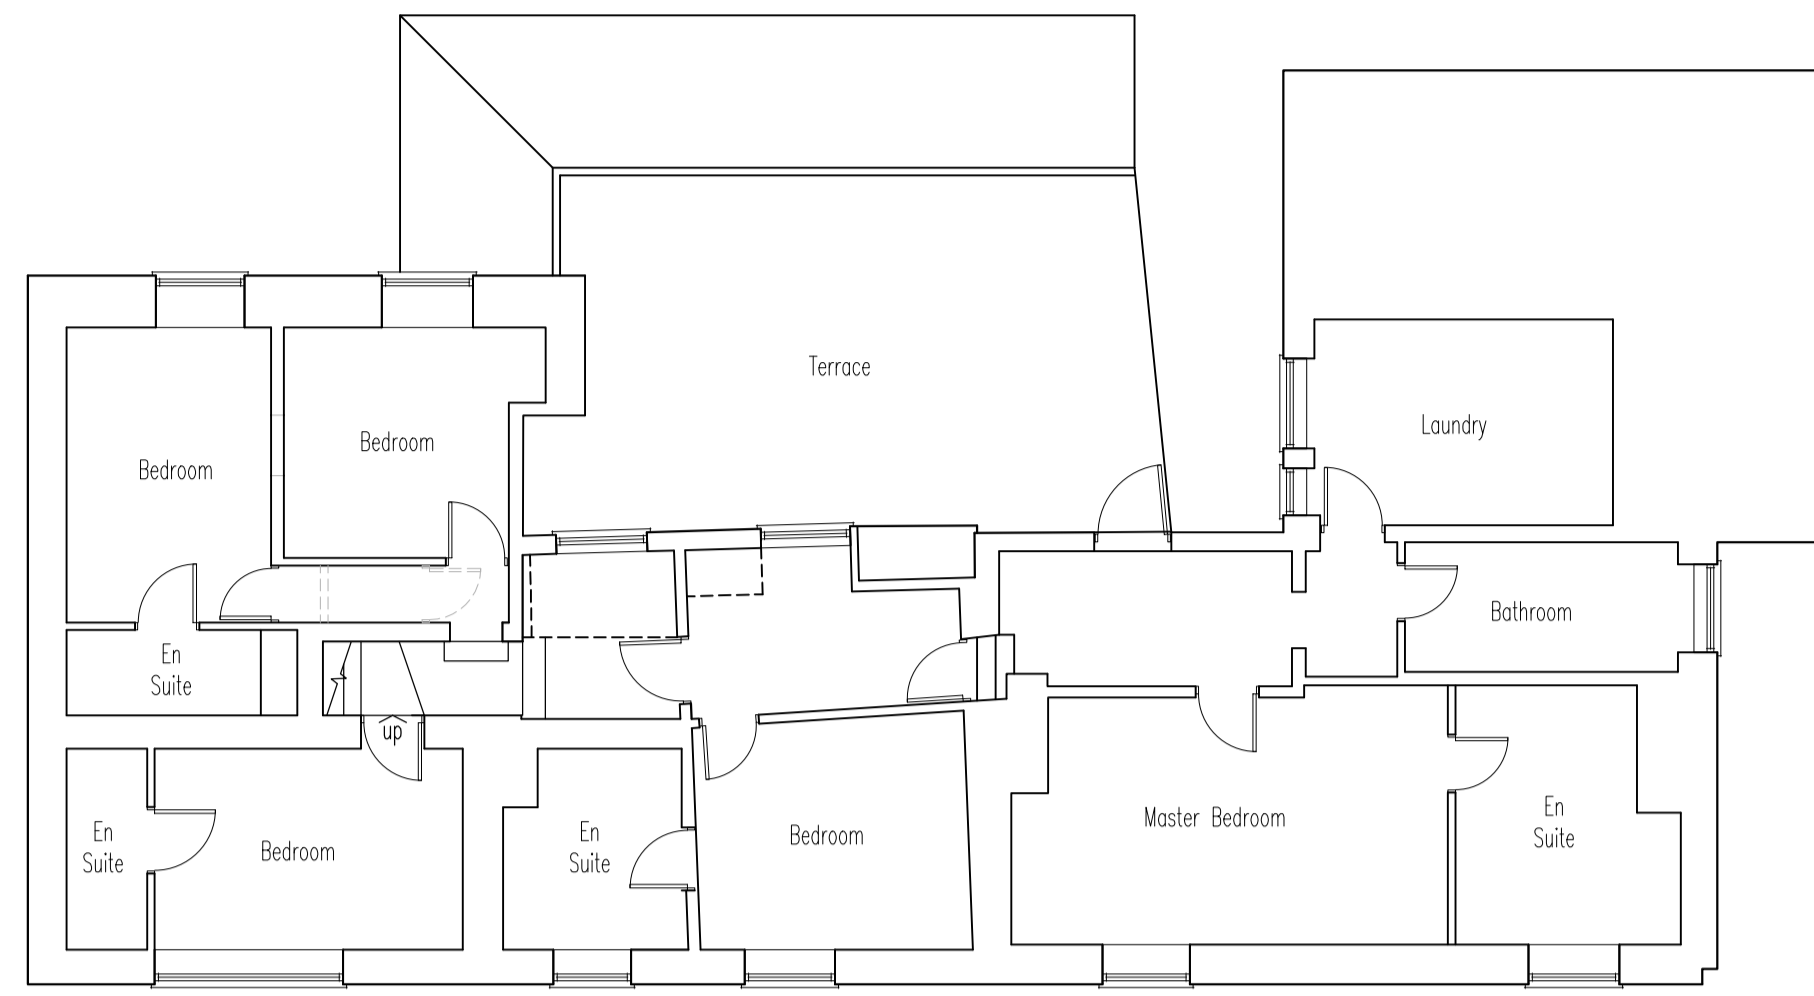 Terrace
Laundry
Bedroom
Bedroom
Bathroom
En
Suite
up
En
Suite
Bedroom
En
Suite
Bedroom
Master Bedroom
En
Suite